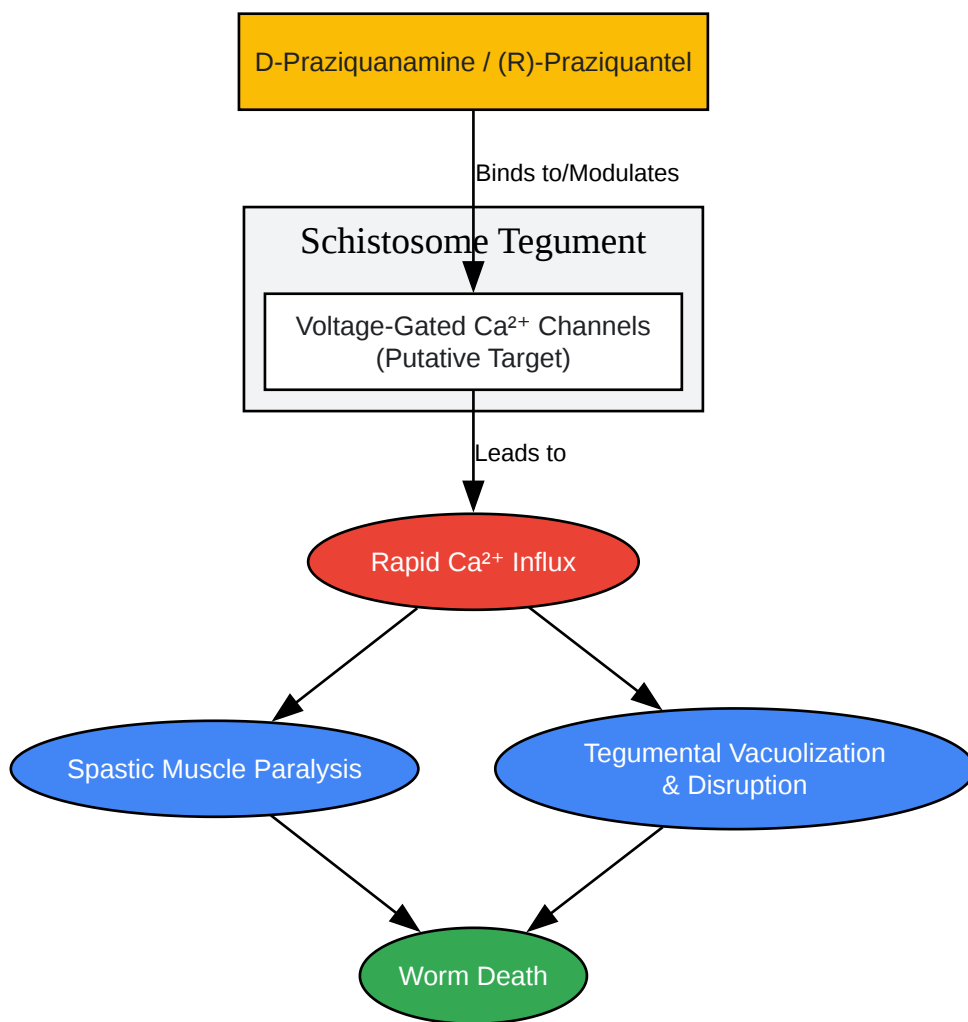 D-Praziquanamine / (R)-Praziquantel
Binds to/Modulates
Schistosome Tegument
Voltage-Gated Ca²⁺ Channels
(Putative Target)
Leads to
Rapid Ca²⁺ Influx
Spastic Muscle Paralysis
Tegumental Vacuolization
& Disruption
Worm Death